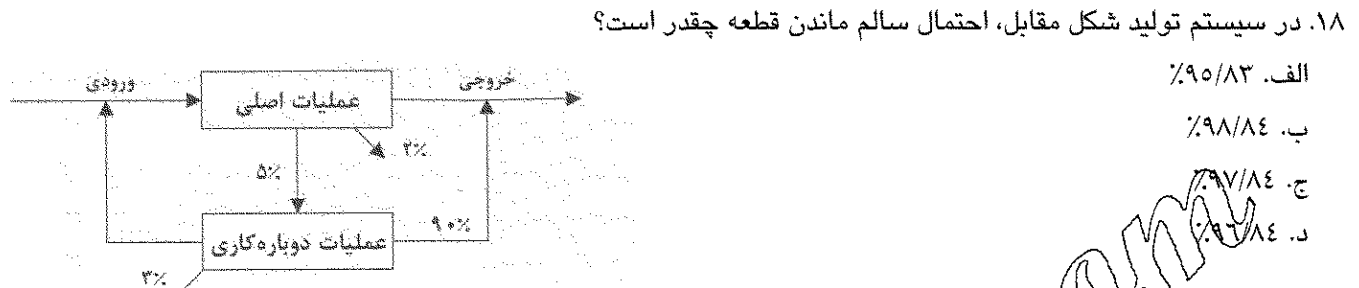 ۱۸. در سیستم تولید شکل مقابل، احتمال سالم ماندن قطعه چقدر است؟
الف. ۹۵/۸۳٪
ب. ۹۸/۸٤٪
ج. ۹۷/۸٤٪
د. ۹٦/۸٤٪
ورودی
عملیات اصلی
خروجی
۲٪
۵٪
عملیات دوباره‌کاری
۹۰٪
۳٪